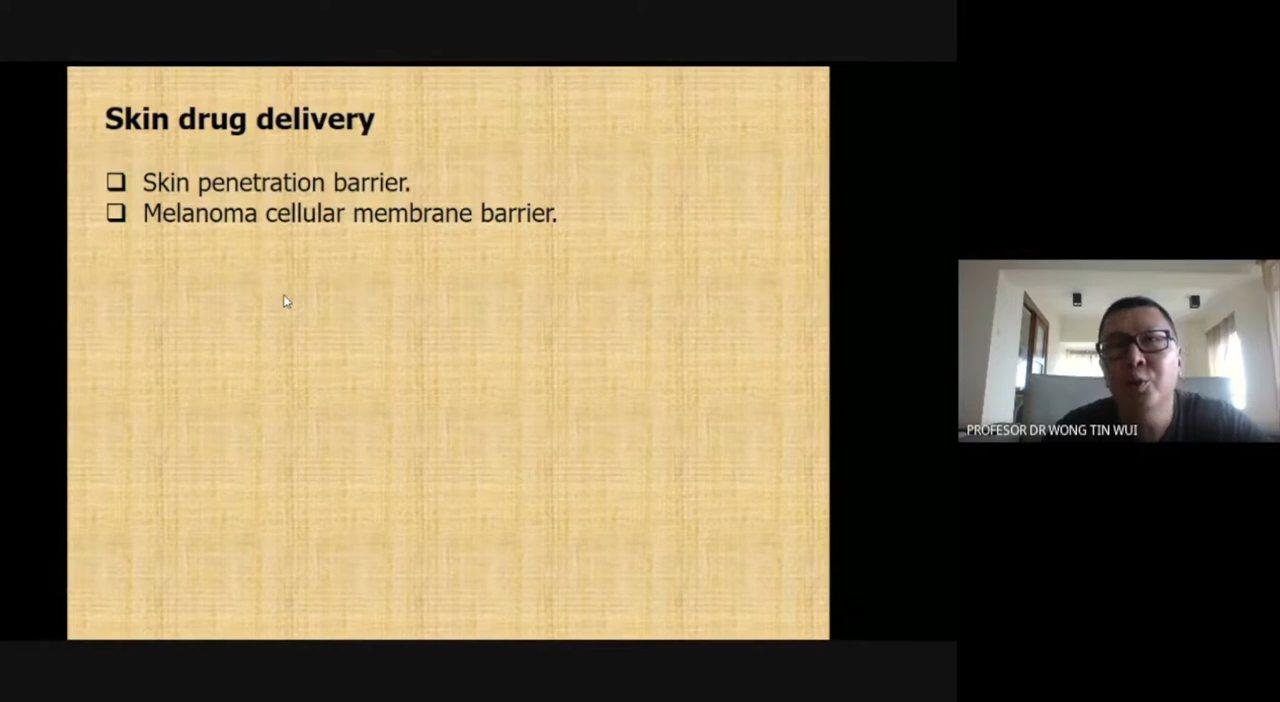 Skin drug delivery
❑ Skin penetration barrier.
❑ Melanoma cellular membrane barrier.
PROFESOR DR WONG TIN WUI